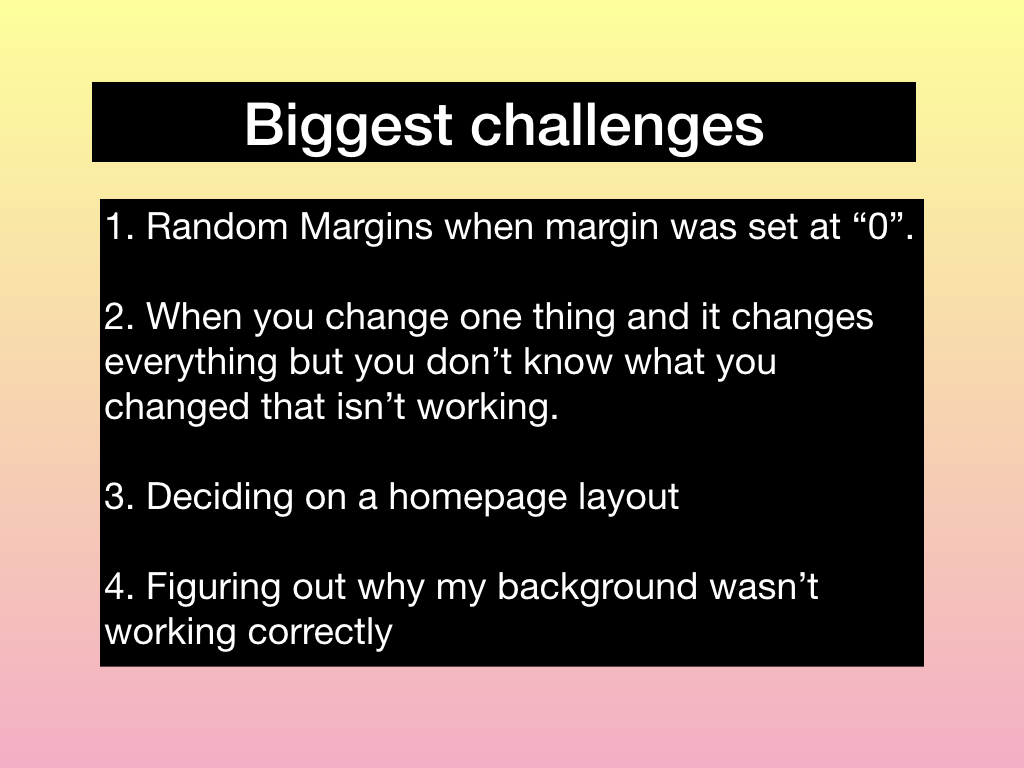 Biggest challenges
1. Random Margins when margin was set at “0”.
2. When you change one thing and it changes
everything but you don’t know what you
changed that isn’t working.
3. Deciding on a homepage layout
4. Figuring out why my background wasn’t
working correctly